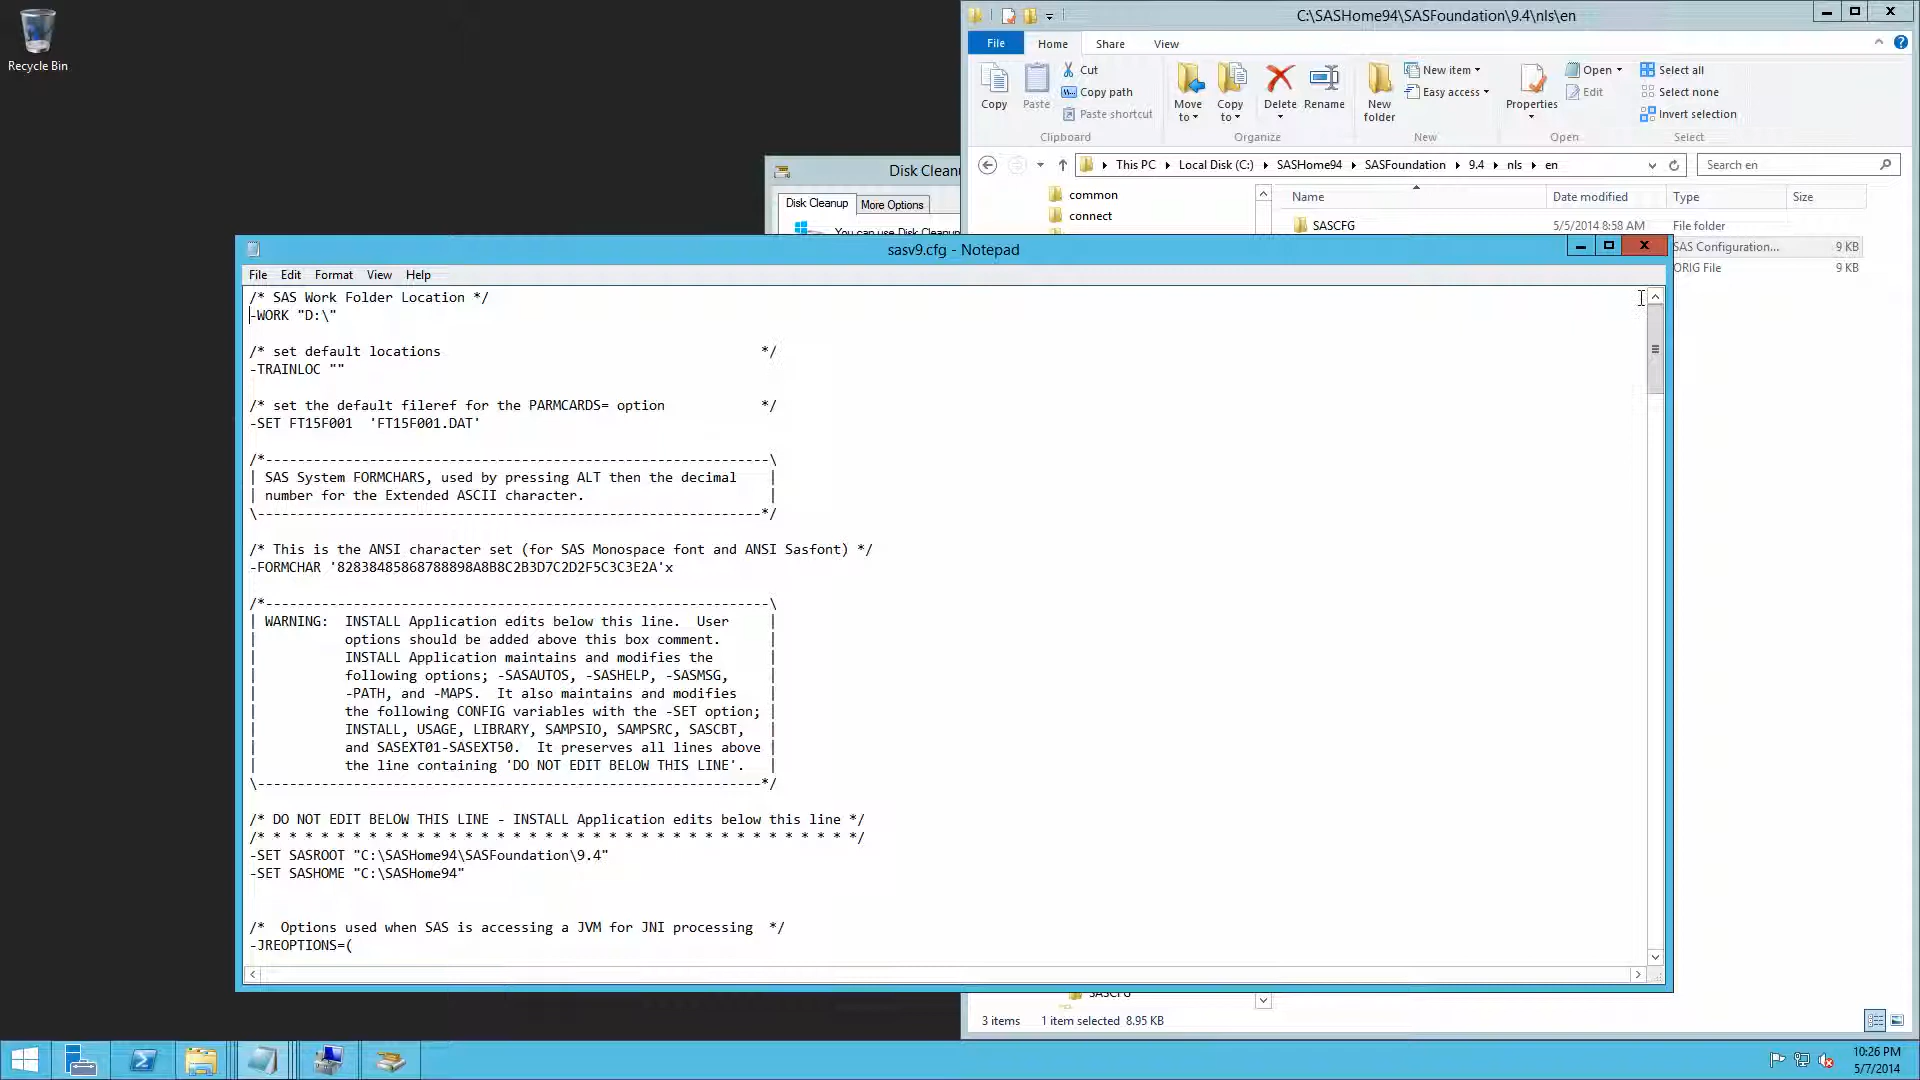 Recycle Bin
C:\SASHome94\SASFoundation\9.4\nls\en
File
Home
Share
View
Copy
Paste
Cut
Copy path
Paste shortcut
Move to
Copy to
Delete
Rename
New folder
New item
Easy access
Properties
Open
Edit
Select all
Select none
Invert selection
Clipboard
Organize
New
Open
Select
This PC
Local Disk (C:)
SASHome94
SASFoundation
9.4
nls
en
Search en
common
connect
Name
Date modified
Type
Size
SASCFG
5/5/2014 8:58 AM
File folder
SAS Configuration...
9 KB
ORIG File
9 KB
Disk Cleanup
More Options
You can use Disk Cleanup
sasv9.cfg - Notepad
File Edit Format View Help
/* SAS Work Folder Location */
-WORK "D:\"
/* set default locations */
-TRAINLOC ""
/* set the default fileref for the PARMCARDS= option */
-SET FT15F001 'FT15F001.DAT'
/*---------------------------------------------------------------\
| SAS System FORMCHARS, used by pressing ALT then the decimal |
| number for the Extended ASCII character. |
\---------------------------------------------------------------*/
/* This is the ANSI character set (for SAS Monospace font and ANSI Sasfont) */
-FORMCHAR '82838485868788898A8B8C2B3D7C2D2F5C3C3E2A'x
/*---------------------------------------------------------------\
| WARNING: INSTALL Application edits below this line. User |
| options should be added above this box comment. |
| INSTALL Application maintains and modifies the |
| following options; -SASAUTOS, -SASHELP, -SASMSG, |
| -PATH, and -MAPS. It also maintains and modifies |
| the following CONFIG variables with the -SET option; |
| INSTALL, USAGE, LIBRARY, SAMPSIO, SAMPSRC, SASCBT, |
| and SASEXT01-SASEXT50. It preserves all lines above |
| the line containing 'DO NOT EDIT BELOW THIS LINE'. |
\---------------------------------------------------------------*/
/* DO NOT EDIT BELOW THIS LINE - INSTALL Application edits below this line */
/* * * * * * * * * * * * * * * * * * * * * * * * * * * * * * * * * * * * * */
-SET SASROOT "C:\SASHome94\SASFoundation\9.4"
-SET SASHOME "C:\SASHome94"
/* Options used when SAS is accessing a JVM for JNI processing */
-JREOPTIONS=(
SASCFG
3 items
1 item selected 8.95 KB
10:26 PM
5/7/2014